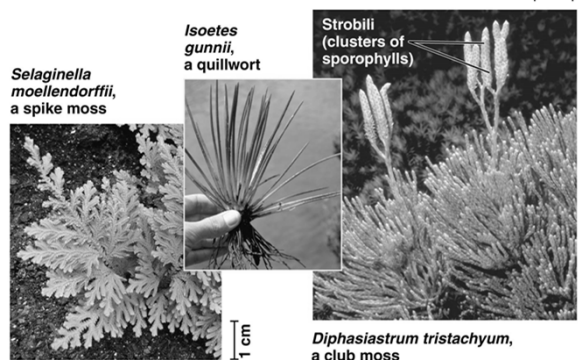 Selaginella
moellendorffii,
a spike moss
Isoetes
gunnii,
a quillwort
Strobili
(clusters of
sporophylls)
1 cm
Diphasiastrum tristachyum,
a club moss